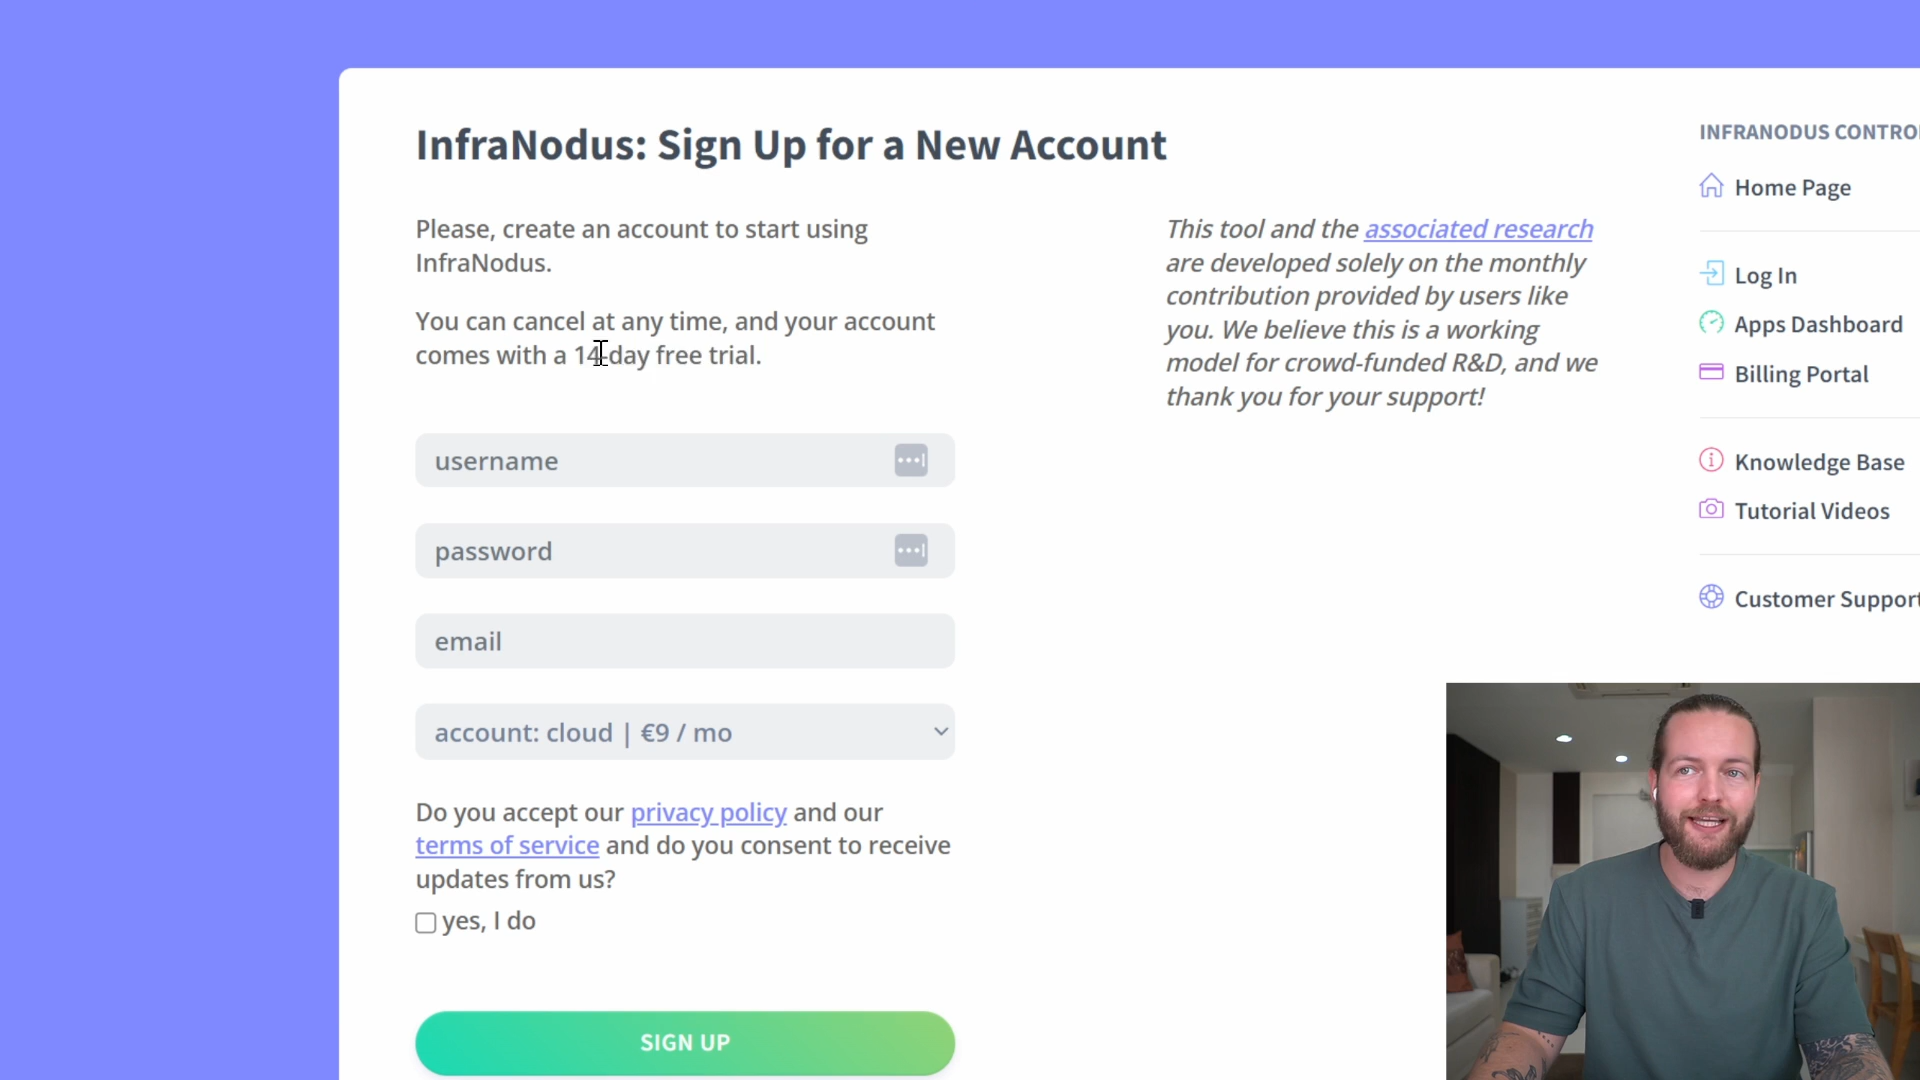 InfraNodus: Sign Up for a New Account
Please, create an account to start using
InfraNodus.
You can cancel at any time, and your account
comes with a 14-day free trial.
username
password
email
account: cloud | €9 / mo
Do you accept our privacy policy and our
terms of service and do you consent to receive
updates from us?
yes, I do
SIGN UP
This tool and the associated research
are developed solely on the monthly
contribution provided by users like
you. We believe this is a working
model for crowd-funded R&D, and we
thank you for your support!
INFRANODUS CONTRO
Home Page
Log In
Apps Dashboard
Billing Portal
Knowledge Base
Tutorial Videos
Customer Support